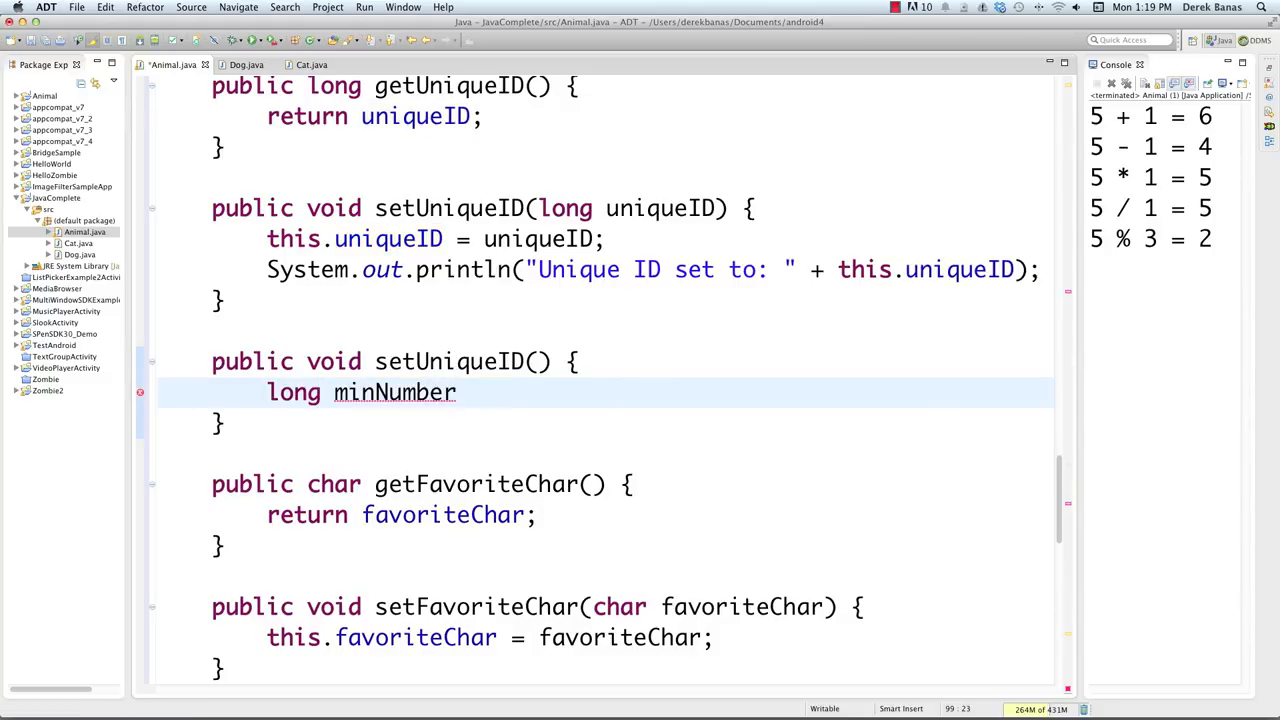 ADT File Edit Refactor Source Navigate Search Project Run Window Help 10 Mon 1:19 PM Derek Banas
Java - JavaComplete/src/Animal.java - ADT - /Users/derekbanas/Documents/android4
Quick Access Java DDMS
Package Exp
*Animal.java Dog.java Cat.java
Console
<terminated> Animal (1) [Java Application] /S
Animal
appcompat_v7
appcompat_v7_2
appcompat_v7_3
appcompat_v7_4
BridgeSample
HelloWorld
HelloZombie
ImageFilterSampleApp
JavaComplete
src
(default package)
Animal.java
Cat.java
Dog.java
JRE System Library [Ja
ListPickerExample2Activi
MediaBrowser
MultiWindowSDKExample
MusicPlayerActivity
SlookActivity
SPenSDK30_Demo
TestAndroid
TextGroupActivity
VideoPlayerActivity
Zombie
Zombie2
public long getUniqueID() {
return uniqueID;
}
public void setUniqueID(long uniqueID) {
this.uniqueID = uniqueID;
System.out.println("Unique ID set to: " + this.uniqueID);
}
public void setUniqueID() {
long minNumber
}
public char getFavoriteChar() {
return favoriteChar;
}
public void setFavoriteChar(char favoriteChar) {
this.favoriteChar = favoriteChar;
}
5 + 1 = 6
5 - 1 = 4
5 * 1 = 5
5 / 1 = 5
5 % 3 = 2
Writable Smart Insert 99 : 23 264M of 431M